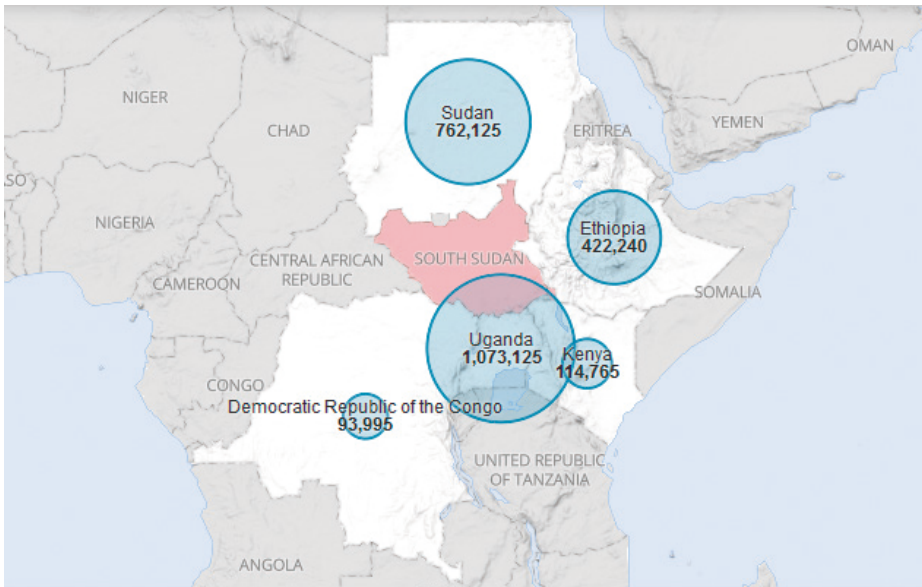 OMAN
NIGER
Sudan
762,125
YEMEN
CHAD
ERITREA
ASO
NIGERIA
Ethiopia
422,240
CENTRAL AFRICAN
REPUBLIC
SOUTH SUDAN
CAMEROON
SOMALIA
Uganda
1,073,125
Kenya
114,765
CONGO
Democratic Republic of the Congo
93,995
UNITED REPUBLIC
OF TANZANIA
ANGOLA